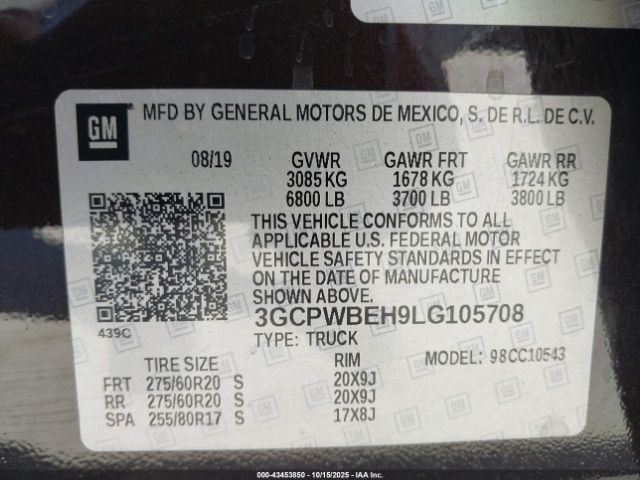 GM
MFD BY GENERAL MOTORS DE MEXICO, S. DE R.L. DE C.V.
08/19 GVWR GAWR FRT GAWR RR
3085 KG 1678 KG 1724 KG
6800 LB 3700 LB 3800 LB
THIS VEHICLE CONFORMS TO ALL
APPLICABLE U.S. FEDERAL MOTOR
VEHICLE SAFETY STANDARDS IN EFFECT
ON THE DATE OF MANUFACTURE
SHOWN ABOVE.
439C
3GCPWBEH9LG105708
TYPE: TRUCK MODEL: 98CC10543
TIRE SIZE RIM
FRT 275/60R20 S 20X9J
RR 275/60R20 S 20X9J
SPA 255/80R17 S 17X8J
000-43453850 - 10/15/2025 - IAA, Inc.